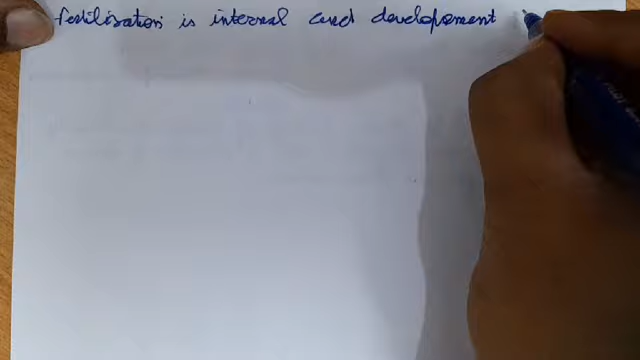 fertilisation is internal and development